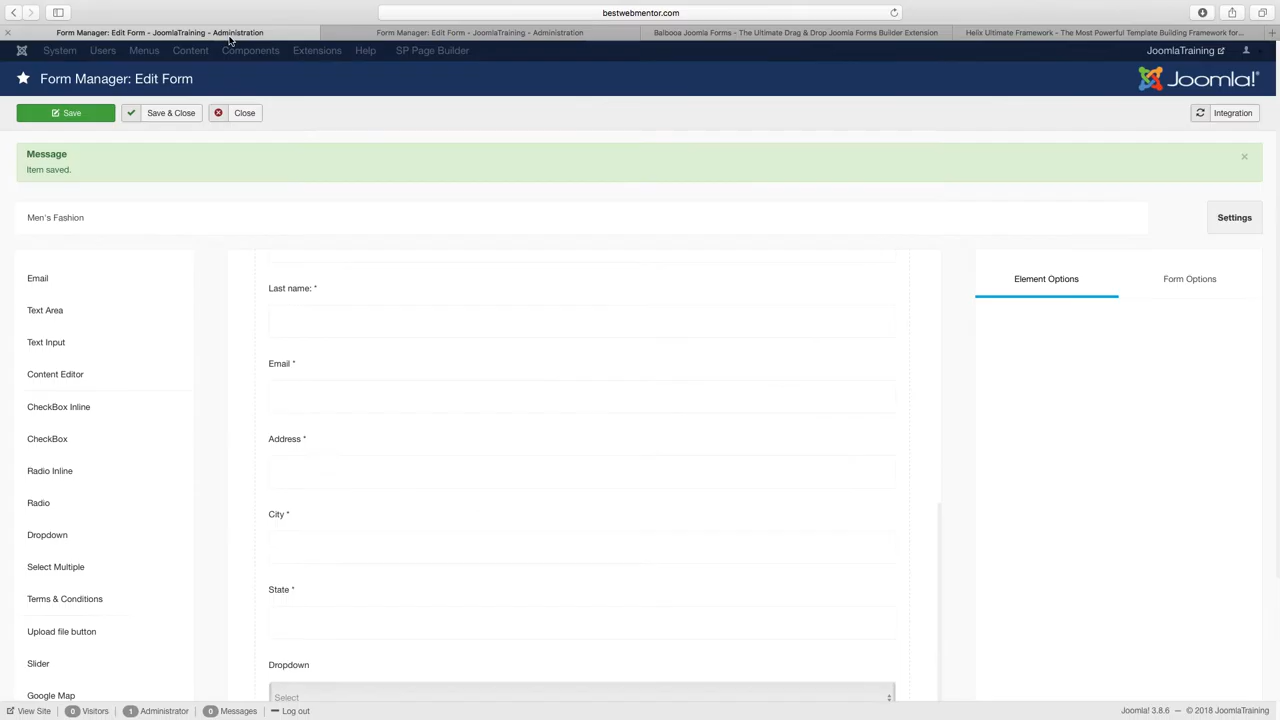 bestwebmentor.com
Form Manager: Edit Form - JoomlaTraining - Administration
Form Manager: Edit Form - JoomlaTraining - Administration
Balbooa Joomla Forms - The Ultimate Drag & Drop Joomla Forms Builder Extension
Helix Ultimate Framework - The Most Powerful Template Building Framework for...
System Users Menus Content Components Extensions Help SP Page Builder
JoomlaTraining
Form Manager: Edit Form
Joomla!®
Save
Save & Close
Close
Integration
Message
Item saved.
×
Men's Fashion
Settings
Email
Text Area
Text Input
Content Editor
CheckBox Inline
CheckBox
Radio Inline
Radio
Dropdown
Select Multiple
Terms & Conditions
Upload file button
Slider
Google Map
Last name: *
Email *
Address *
City *
State *
Dropdown
Select
Element Options
Form Options
View Site 0 Visitors 1 Administrator 0 Messages Log out
Joomla! 3.8.6 — © 2018 JoomlaTraining